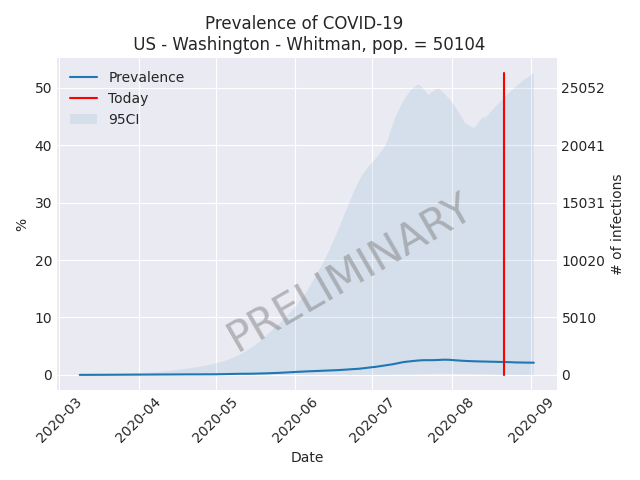 Prevalence of COVID-19
US - Washington - Whitman, pop. = 50104
Prevalence
Today
95CI
50
40
30
20
10
0
%
25052
20041
15031
10020
5010
0
# of infections
PRELIMINARY
2020-03
2020-04
2020-05
2020-06
2020-07
2020-08
2020-09
Date